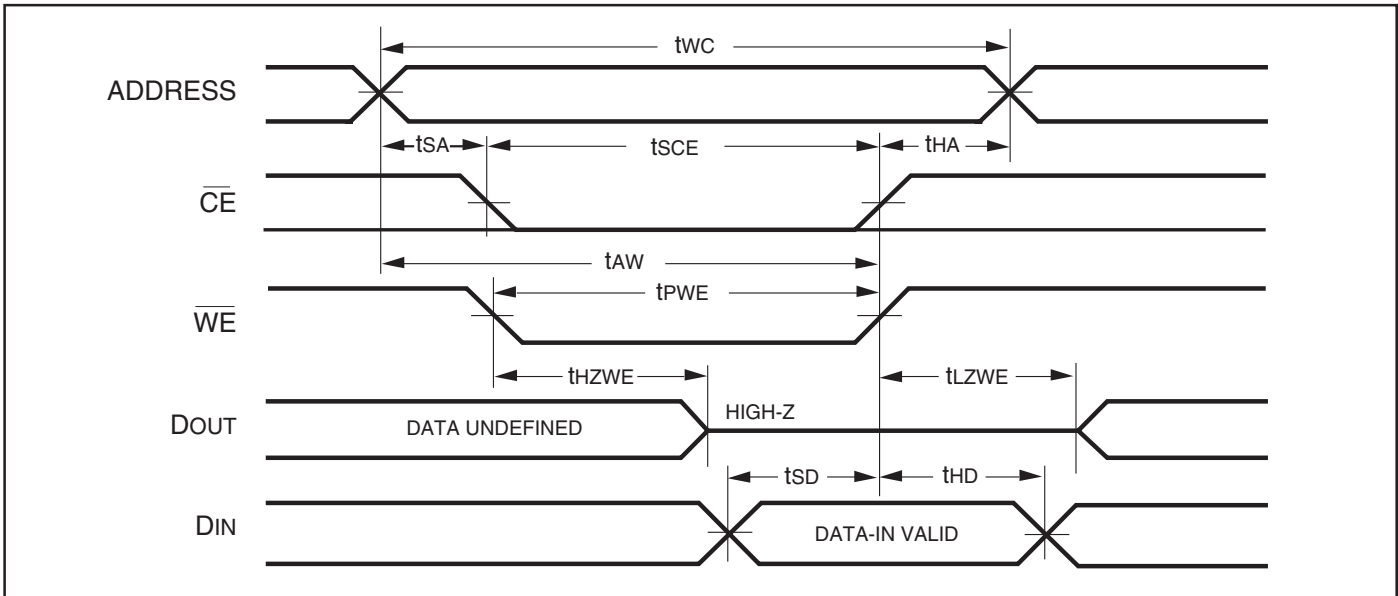 tWC
ADDRESS
tSA
tSCE
tHA
CE
tAW
tPWE
WE
tHZWE
tLZWE
DOUT
DATA UNDEFINED
HIGH-Z
tSD
tHD
DIN
DATA-IN VALID